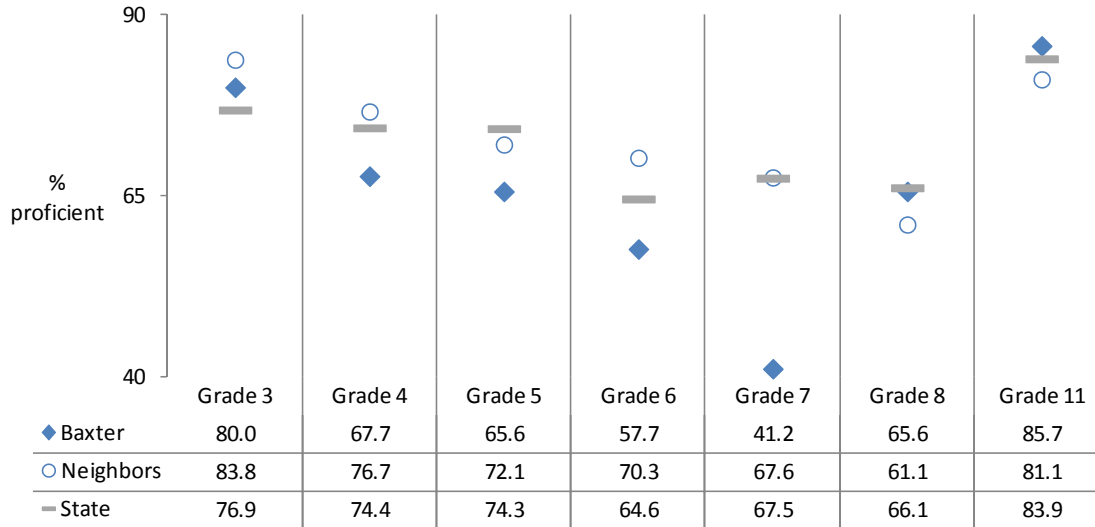 90
65
40
%
proficient
Grade 3 Grade 4 Grade 5 Grade 6 Grade 7 Grade 8 Grade 11
Baxter 80.0 67.7 65.6 57.7 41.2 65.6 85.7
Neighbors 83.8 76.7 72.1 70.3 67.6 61.1 81.1
State 76.9 74.4 74.3 64.6 67.5 66.1 83.9